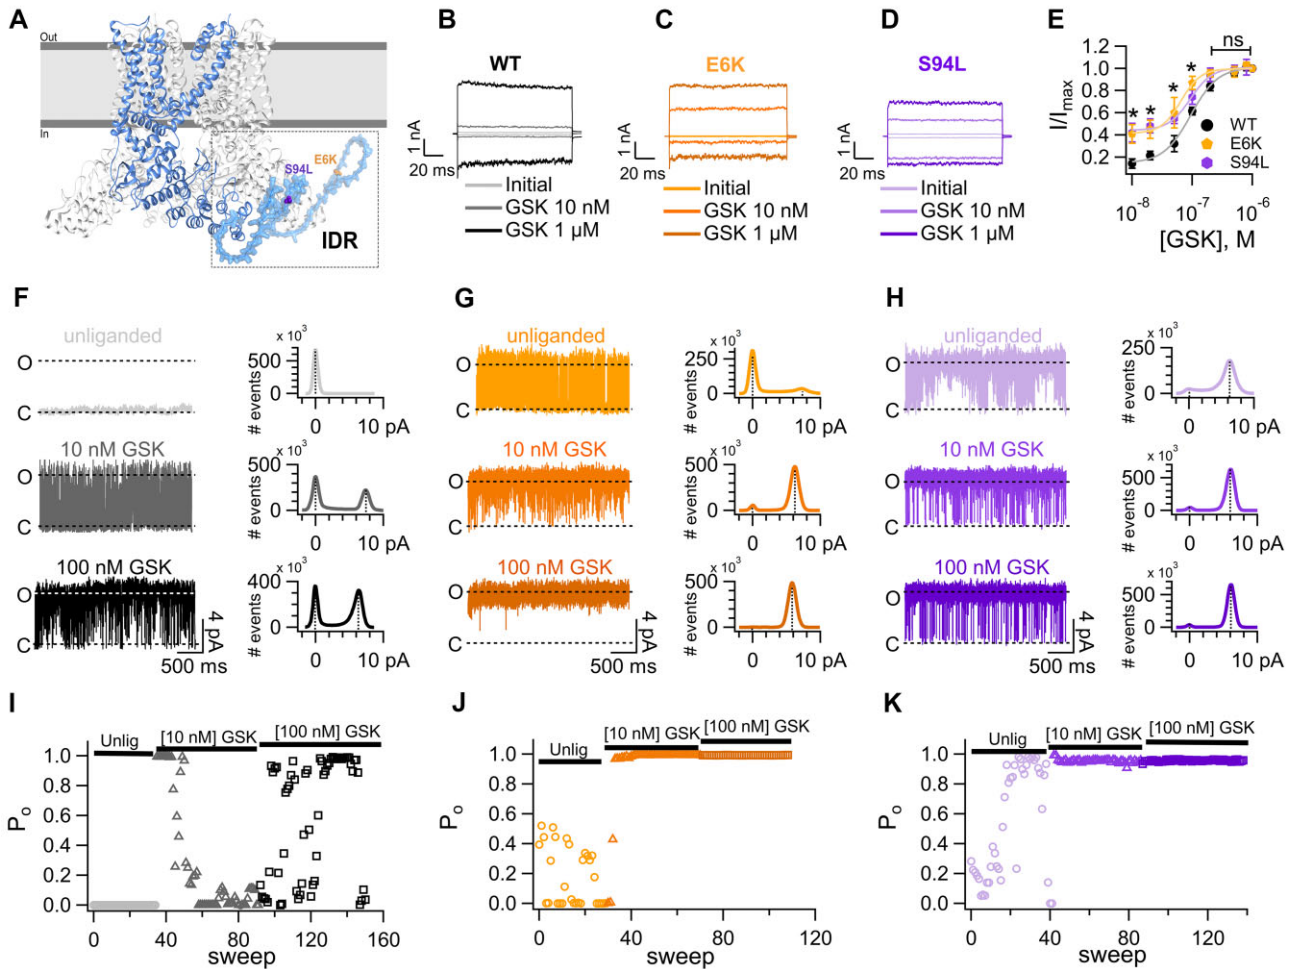 A
Out
In
S94L
E6K
IDR
B
WT
1 nA
20 ms
Initial
GSK 10 nM
GSK 1 µM
C
E6K
1 nA
20 ms
Initial
GSK 10 nM
GSK 1 µM
D
S94L
1 nA
20 ms
Initial
GSK 10 nM
GSK 1 µM
E
I/Imax
1.2
1.0
0.8
0.6
0.4
0.2
ns
* * * *
WT
E6K
S94L
10⁻⁸ 10⁻⁷ 10⁻⁶
[GSK], M
F
unliganded
O
C
10 nM GSK
O
C
100 nM GSK
O
C
4 pA
500 ms
# events
x 10³
500
0
0 10 pA
# events
x 10³
500
0
0 10 pA
# events
x 10³
400
0
0 10 pA
G
unliganded
O
C
10 nM GSK
O
C
100 nM GSK
O
C
4 pA
500 ms
# events
x 10³
250
0
0 10 pA
# events
x 10³
500
0
0 10 pA
# events
x 10³
500
0
0 10 pA
H
unliganded
O
C
10 nM GSK
O
C
100 nM GSK
O
C
4 pA
500 ms
# events
x 10³
250
0
0 10 pA
# events
x 10³
500
0
0 10 pA
# events
x 10³
500
0
0 10 pA
I
Unlig [10 nM] GSK [100 nM] GSK
Po
1.0
0.8
0.6
0.4
0.2
0.0
0 40 80 120 160
sweep
J
Unlig [10 nM] GSK [100 nM] GSK
Po
1.0
0.8
0.6
0.4
0.2
0.0
0 40 80 120
sweep
K
Unlig [10 nM] GSK [100 nM] GSK
Po
1.0
0.8
0.6
0.4
0.2
0.0
0 40 80 120
sweep